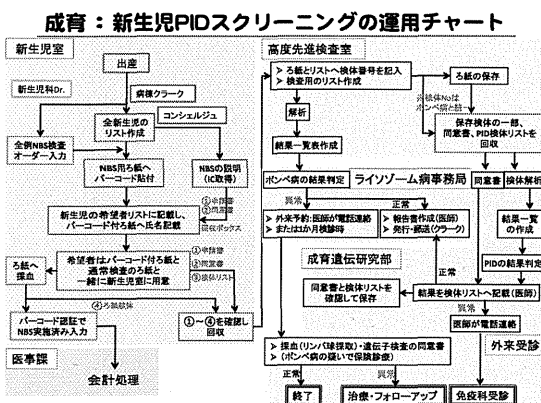 成育：新生児PIDスクリーニングの運用チャート
新生児室
出産
新生児科Dr.
病棟クラーク
コンシェルジュ
全新生児の
リスト作成
全例NBS検査
オーダー入力
NBS用ろ紙へ
バーコード貼付
NBSの説明
(IC取得)
新生児の希望者リストに記載し、
バーコード付ろ紙へ氏名記載
①申請書
②同意書
ろ紙へ
採血
希望者はバーコード付ろ紙と
通常検査のろ紙と
一緒に新生児室に用意
①申請書
②同意書
③検体リスト
④ろ紙検体
バーコード認証で
NBS実施済み入力
①～④を確認し
回収
医事課
会計処理
高度先進検査室
➢ ろ紙とリストへ検体番号を記入
➢ 検査用のリスト作成
ろ紙の保存
解析
※検体Noは
ポンペ病と共
結果一覧表作成
保存検体の一部、
同意書、PID検体リストを
回収
ポンペ病の結果判定
ライソゾーム病事務局
同意書
検体解析
異常
正常
➢ 外来予約:医師が電話連絡
➢ または1か月検診時
➢ 報告書作成(医師)
➢ 発行・郵送(クラーク)
結果一覧
の作成
成育遺伝研究部
正常
PIDの結果判定
同意書と検体リストを
確認して保存
結果を検体リストへ記載(医師)
異常
医師が電話連絡
➢ 採血(リンパ球採取)・遺伝子検査の同意書
➢ (ポンペ病の疑いで保険診療)
外来受診
正常
異常
終了
治療・フォローアップ
免疫科受診